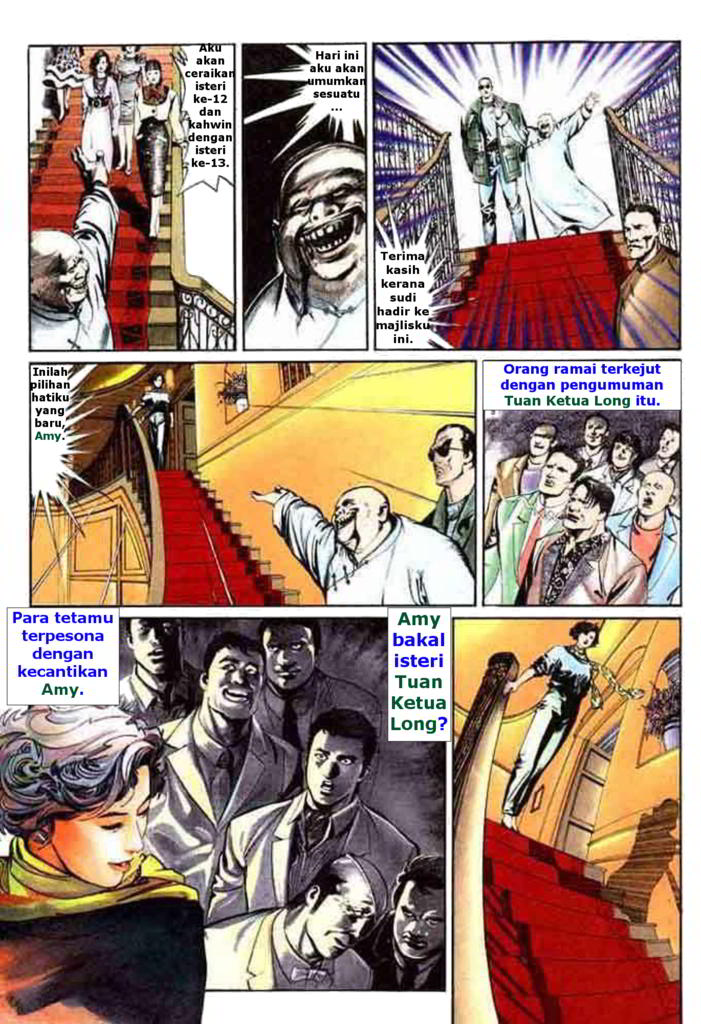 Aku
akan
ceraikan
isteri
ke-12
dan
kahwin
dengan
isteri
ke-13.
Hari ini
aku akan
umumkan
sesuatu
...
Terima
kasih
kerana
sudi
hadir ke
majlisku
ini.
Inilah
pilihan
hatiku
yang
baru,
Amy.
Orang ramai terkejut
dengan pengumuman
Tuan Ketua Long itu.
Para tetamu
terpesona
dengan
kecantikan
Amy.
Amy
bakal
isteri
Tuan
Ketua
Long?